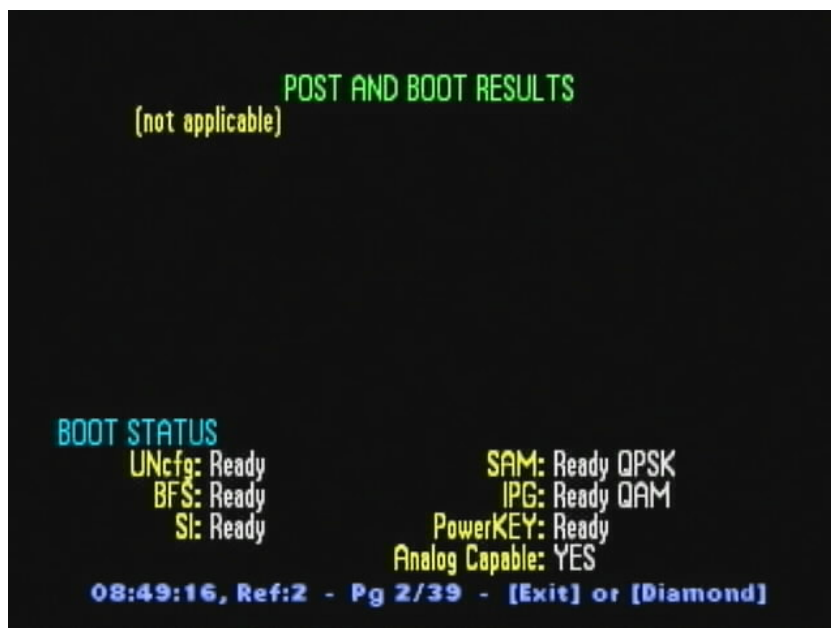 POST AND BOOT RESULTS
(not applicable)
BOOT STATUS
UNcfg: Ready
BFS: Ready
SI: Ready
SAM: Ready QPSK
IPG: Ready QAM
PowerKEY: Ready
Analog Capable: YES
08:49:16, Ref:2 - Pg 2/39 - [Exit] or [Diamond]